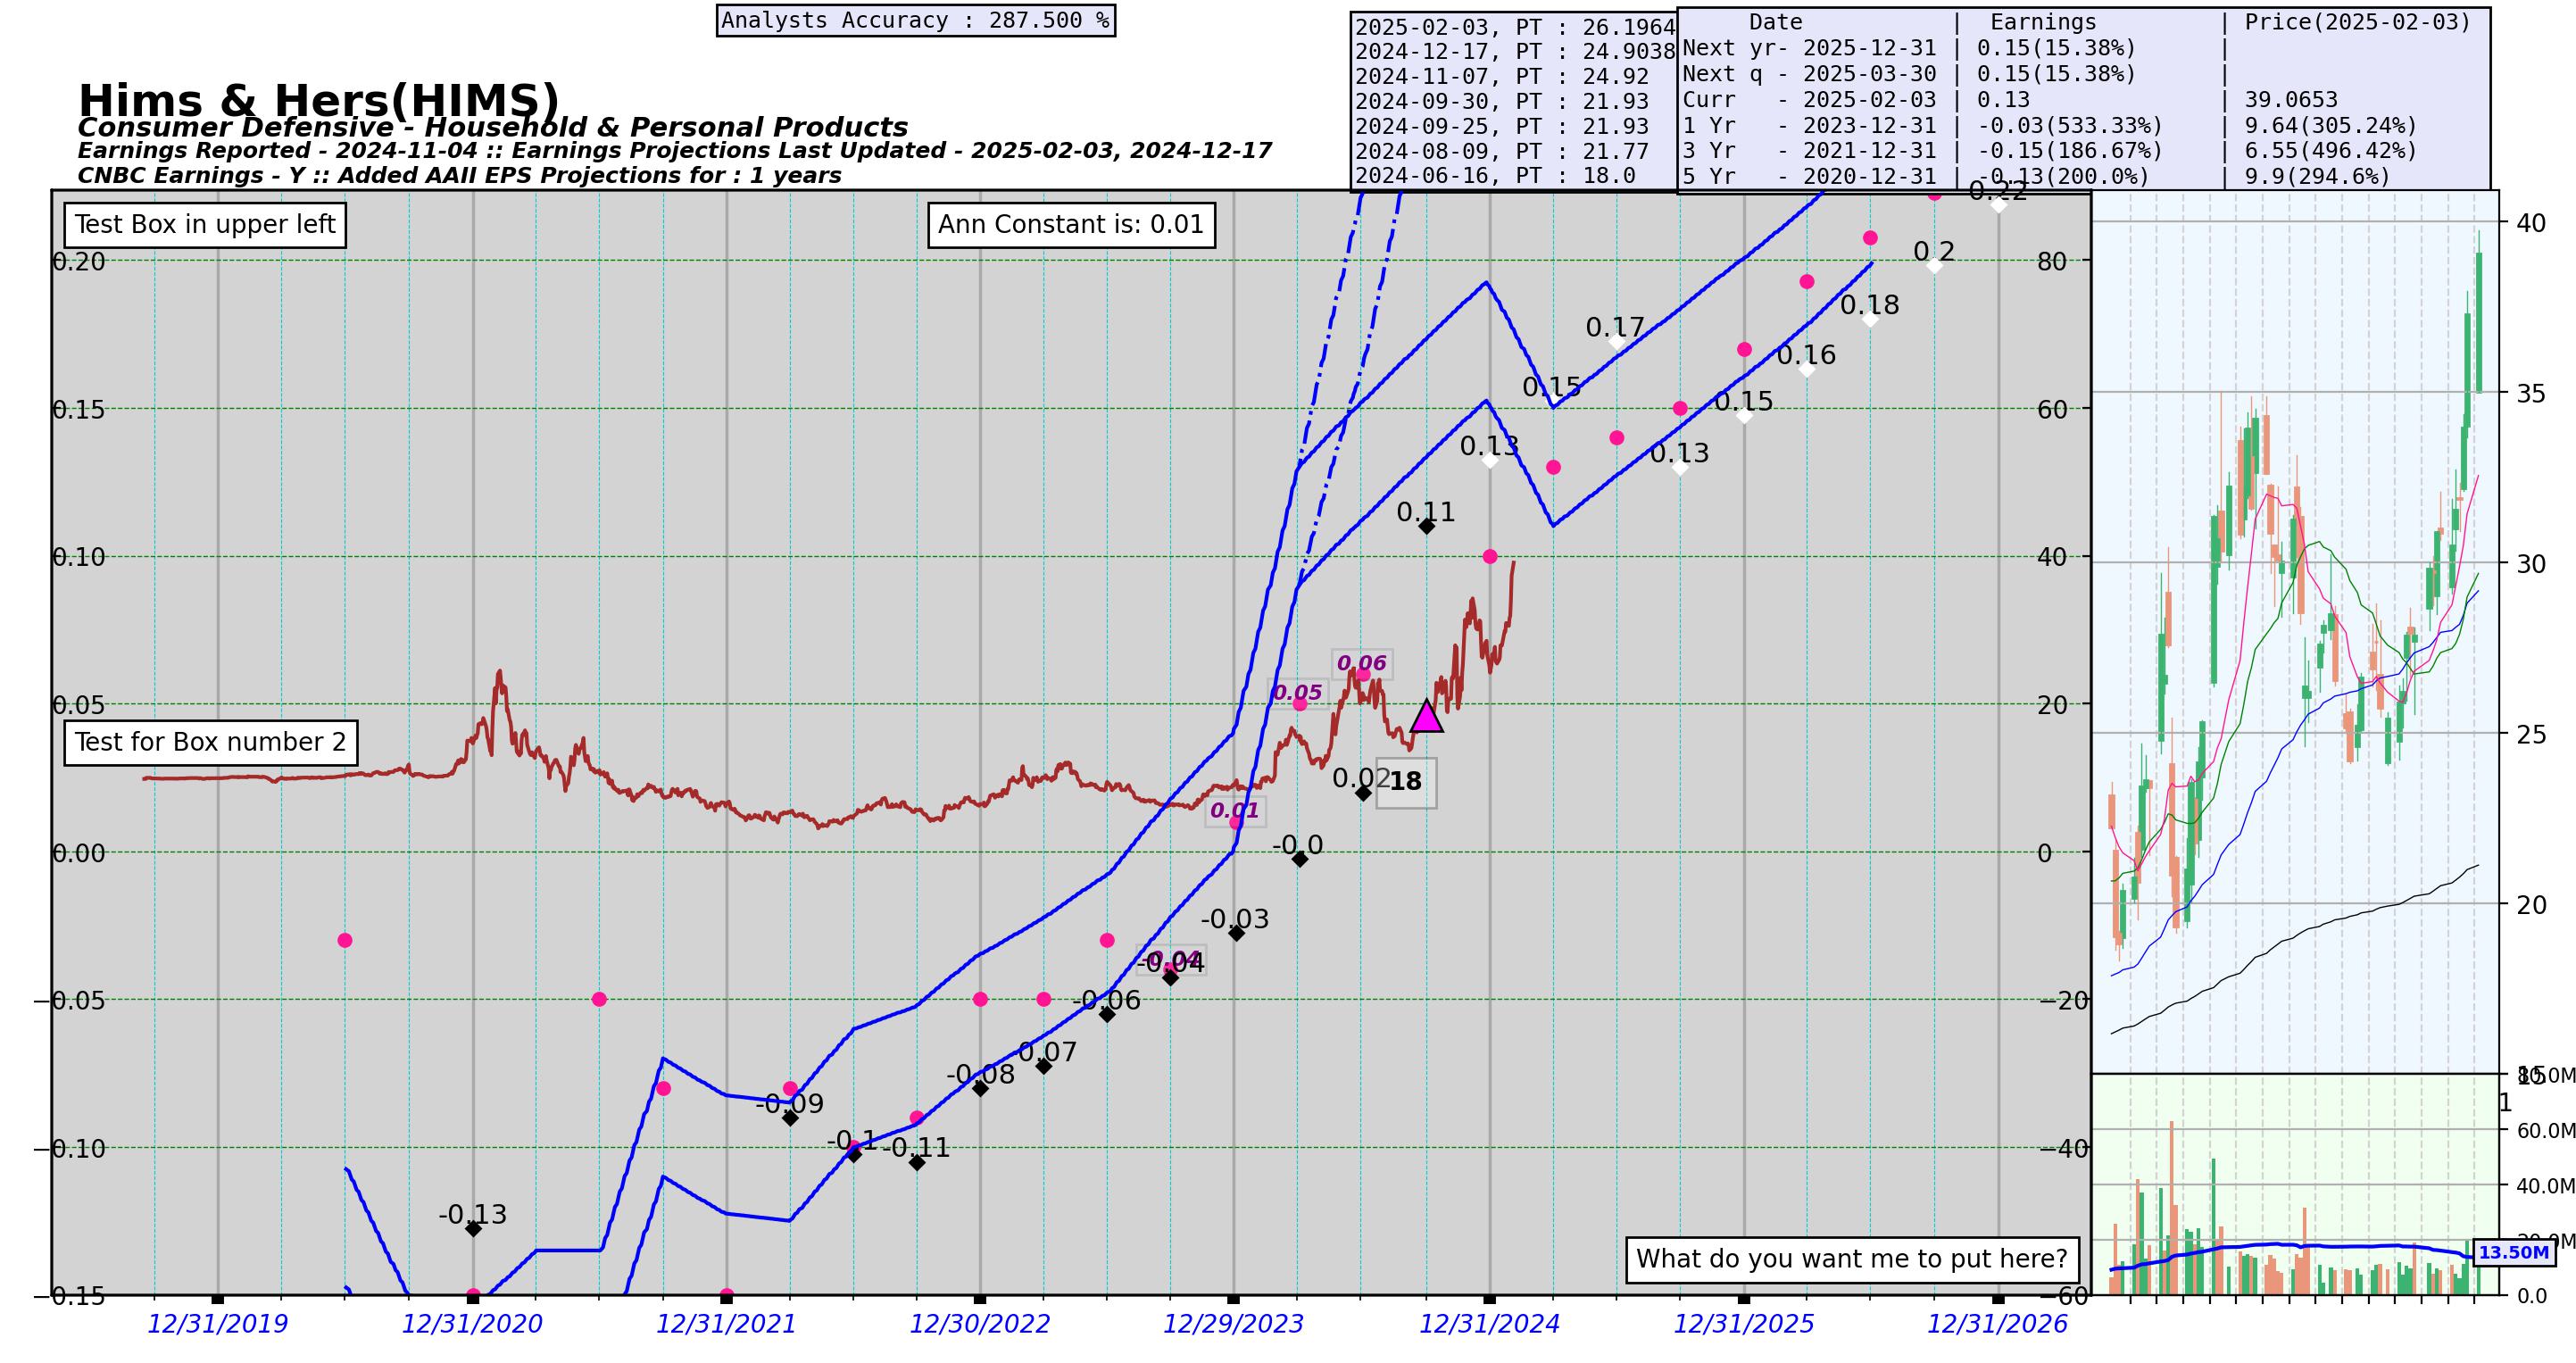 Analysts Accuracy : 287.500 %
2025-02-03, PT : 26.1964
2024-12-17, PT : 24.9038
2024-11-07, PT : 24.92
2024-09-30, PT : 21.93
2024-09-25, PT : 21.93
2024-08-09, PT : 21.77
2024-06-16, PT : 18.0
Date | Earnings | Price(2025-02-03)
Next yr- 2025-12-31 | 0.15(15.38%) |
Next q - 2025-03-30 | 0.15(15.38%) |
Curr - 2025-02-03 | 0.13 | 39.0653
1 Yr - 2023-12-31 | -0.03(533.33%) | 9.64(305.24%)
3 Yr - 2021-12-31 | -0.15(186.67%) | 6.55(496.42%)
5 Yr - 2020-12-31 | -0.13(200.0%) | 9.9(294.6%)
Hims & Hers(HIMS)
Consumer Defensive - Household & Personal Products
Earnings Reported - 2024-11-04 :: Earnings Projections Last Updated - 2025-02-03, 2024-12-17
CNBC Earnings - Y :: Added AAII EPS Projections for : 1 years
Test Box in upper left
Ann Constant is: 0.01
Test for Box number 2
What do you want me to put here?
0.20
0.15
0.10
0.05
0.00
−0.05
−0.10
−0.15
-0.13
-0.09
-0.1
-0.11
-0.08
-0.07
-0.06
-0.04
-0.04
-0.03
0.01
-0.0
0.05
0.02
0.06
18
0.11
0.13
0.15
0.17
0.13
0.15
0.16
0.18
0.2
0.22
80
60
40
20
0
−20
−40
−60
40
35
30
25
20
15
80.0M
1
60.0M
40.0M
20.0M
13.50M
0.0
12/31/2019
12/31/2020
12/31/2021
12/30/2022
12/29/2023
12/31/2024
12/31/2025
12/31/2026